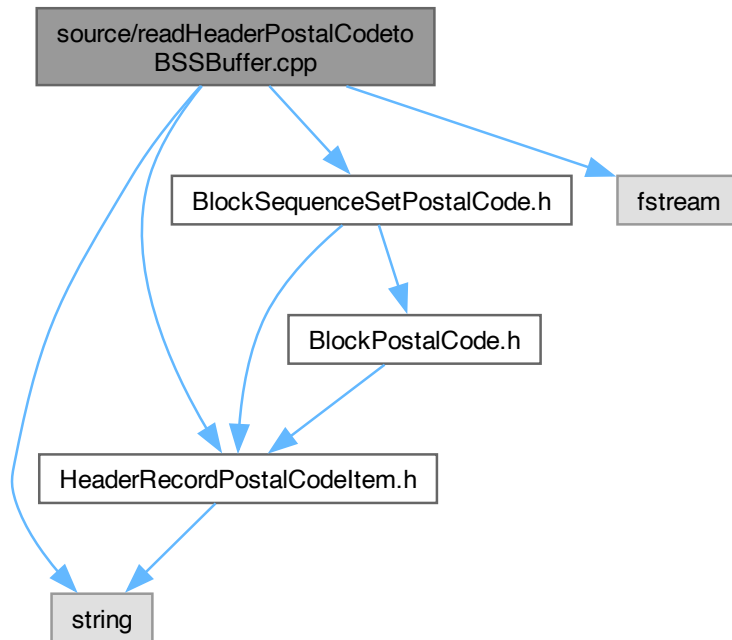 source/readHeaderPostalCodeto
BSSBuffer.cpp
BlockSequenceSetPostalCode.h
fstream
BlockPostalCode.h
HeaderRecordPostalCodeItem.h
string